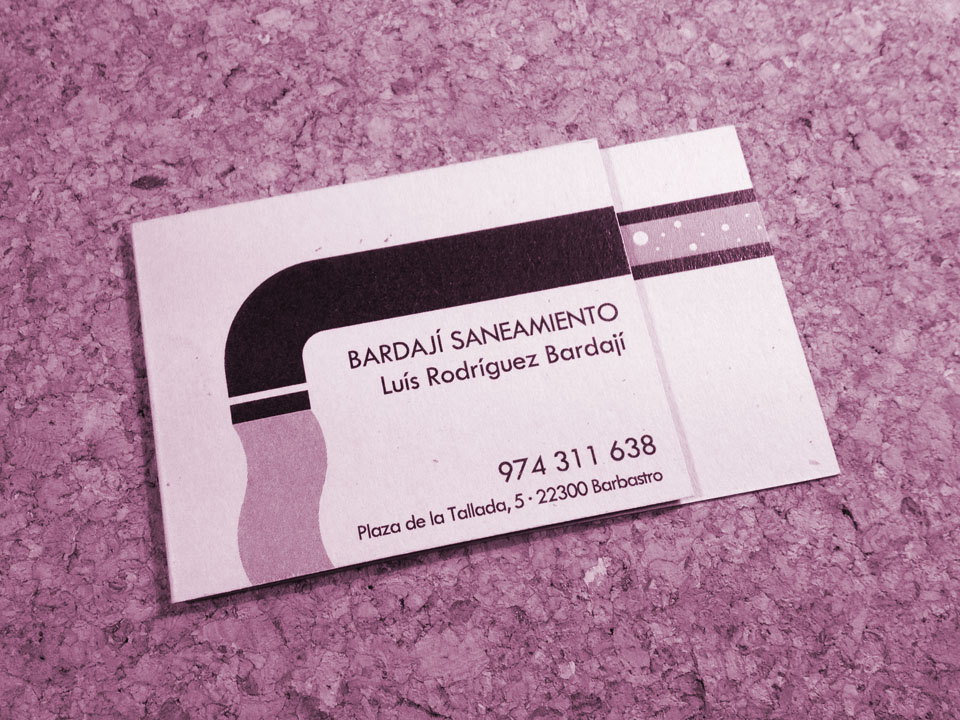 BARDAJÍ SANEAMIENTO
Luís Rodríguez Bardají
974 311 638
Plaza de la Tallada, 5 · 22300 Barbastro